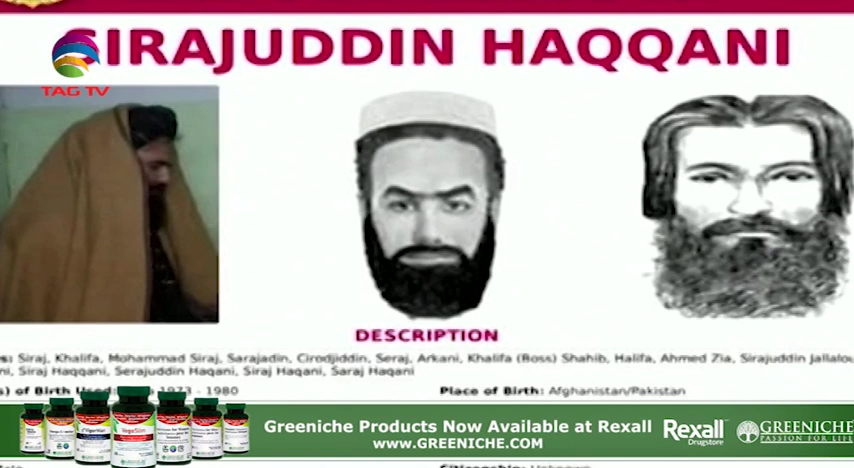 SIRAJUDDIN HAQQANI
TAG TV
DESCRIPTION
Siraj, Khalifa, Mohammad Siraj, Sarajadin, Cirodjiddin, Seraj, Arkani, Khalifa (Boss) Shahib, Halifa, Ahmed Zia, Sirajuddin Jallalou
Siraj Haqqani, Serajuddin Haqani, Siraj Haqani, Saraj Haqani
of Birth Used: 1973 - 1980
Place of Birth: Afghanistan/Pakistan
Greeniche Products Now Available at Rexall
www.GREENICHE.COM
Rexall
Drugstore
GREENICHE
PASSION FOR LIFE